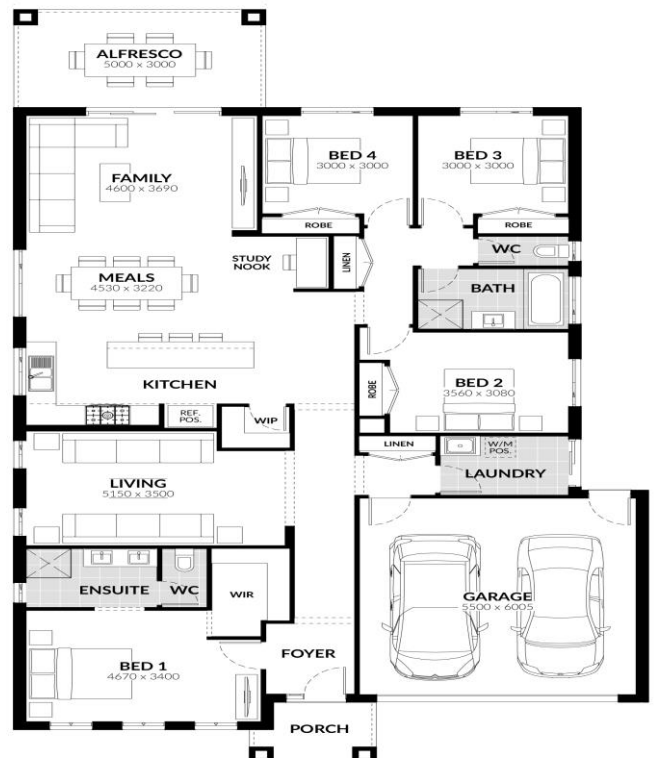 ALFRESCO
5000 x 3000
FAMILY
4600 x 3690
BED 4
3000 x 3000
BED 3
3000 x 3000
ROBE
ROBE
STUDY
NOOK
LINEN
WC
MEALS
4530 x 3220
BATH
KITCHEN
ROBE
BED 2
3560 x 3080
REF.
POS.
WIP
LINEN
W/M
POS.
LAUNDRY
LIVING
5150 x 3500
ENSUITE
WC
WIR
GARAGE
5500 x 6005
FOYER
BED 1
4670 x 3400
PORCH